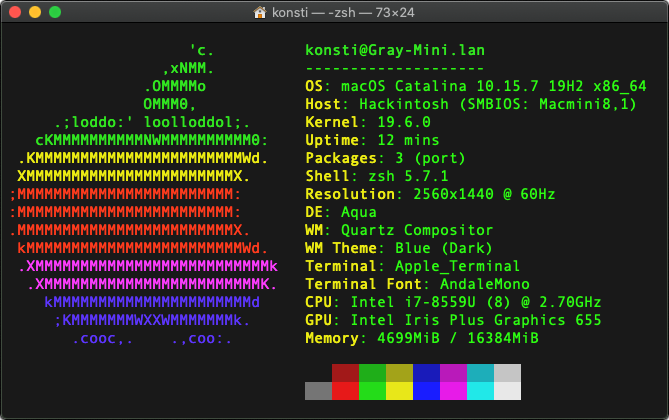 konsti — -zsh — 73×24
'c.
,xNMM.
.OMMMMo
OMMM0,
.;loddo:' loolloddol;.
cKMMMMMMMMMMNWMMMMMMMMMM0:
.KMMMMMMMMMMMMMMMMMMMMMMMWd.
XMMMMMMMMMMMMMMMMMMMMMMMX.
;MMMMMMMMMMMMMMMMMMMMMMMM:
:MMMMMMMMMMMMMMMMMMMMMMMM:
.MMMMMMMMMMMMMMMMMMMMMMMMX.
kMMMMMMMMMMMMMMMMMMMMMMMMWd.
.XMMMMMMMMMMMMMMMMMMMMMMMMMMk
.XMMMMMMMMMMMMMMMMMMMMMMMMK.
kMMMMMMMMMMMMMMMMMMMMMMd
;KMMMMMMMWXXWMMMMMMMk.
.cooc,.    .,coo:.
konsti@Gray-Mini.lan
--------------------
OS: macOS Catalina 10.15.7 19H2 x86_64
Host: Hackintosh (SMBIOS: Macmini8,1)
Kernel: 19.6.0
Uptime: 12 mins
Packages: 3 (port)
Shell: zsh 5.7.1
Resolution: 2560x1440 @ 60Hz
DE: Aqua
WM: Quartz Compositor
WM Theme: Blue (Dark)
Terminal: Apple_Terminal
Terminal Font: AndaleMono
CPU: Intel i7-8559U (8) @ 2.70GHz
GPU: Intel Iris Plus Graphics 655
Memory: 4699MiB / 16384MiB